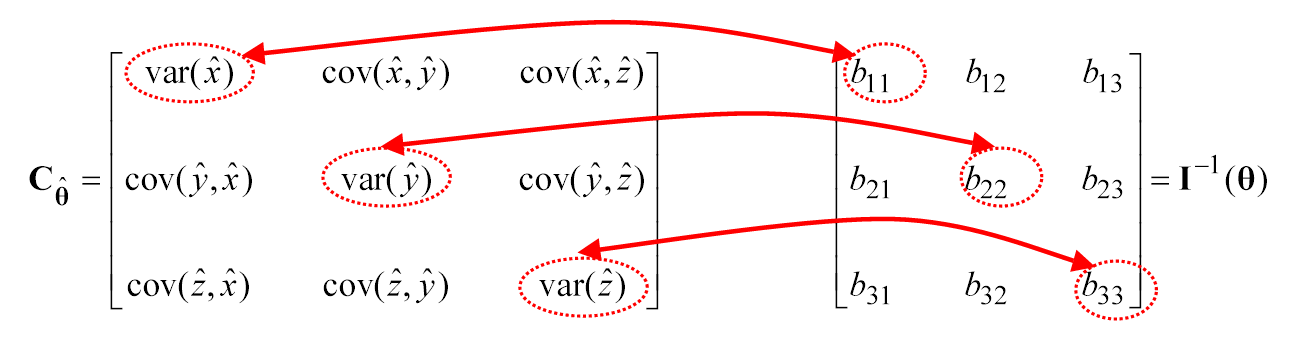 var(x̂) cov(x̂,ŷ) cov(x̂,ẑ) b₁₁ b₁₂ b₁₃
C_θ̂ = cov(ŷ,x̂) var(ŷ) cov(ŷ,ẑ) b₂₁ b₂₂ b₂₃ = I⁻¹(θ)
cov(ẑ,x̂) cov(ẑ,ŷ) var(ẑ) b₃₁ b₃₂ b₃₃